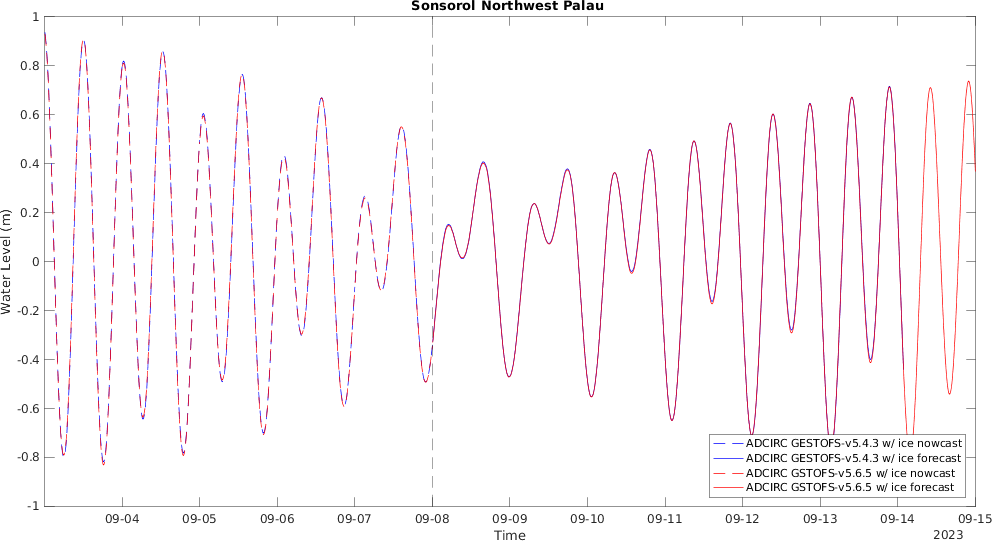 Sonsorol Northwest Palau
1
0.8
0.6
0.4
0.2
0
-0.2
-0.4
-0.6
-0.8
-1
Water Level (m)
ADCIRC GESTOFS-v5.4.3 w/ ice nowcast
ADCIRC GESTOFS-v5.4.3 w/ ice forecast
ADCIRC GSTOFS-v5.6.5 w/ ice nowcast
ADCIRC GSTOFS-v5.6.5 w/ ice forecast
09-04 09-05 09-06 09-07 09-08 09-09 09-10 09-11 09-12 09-13 09-14 09-15
Time
2023